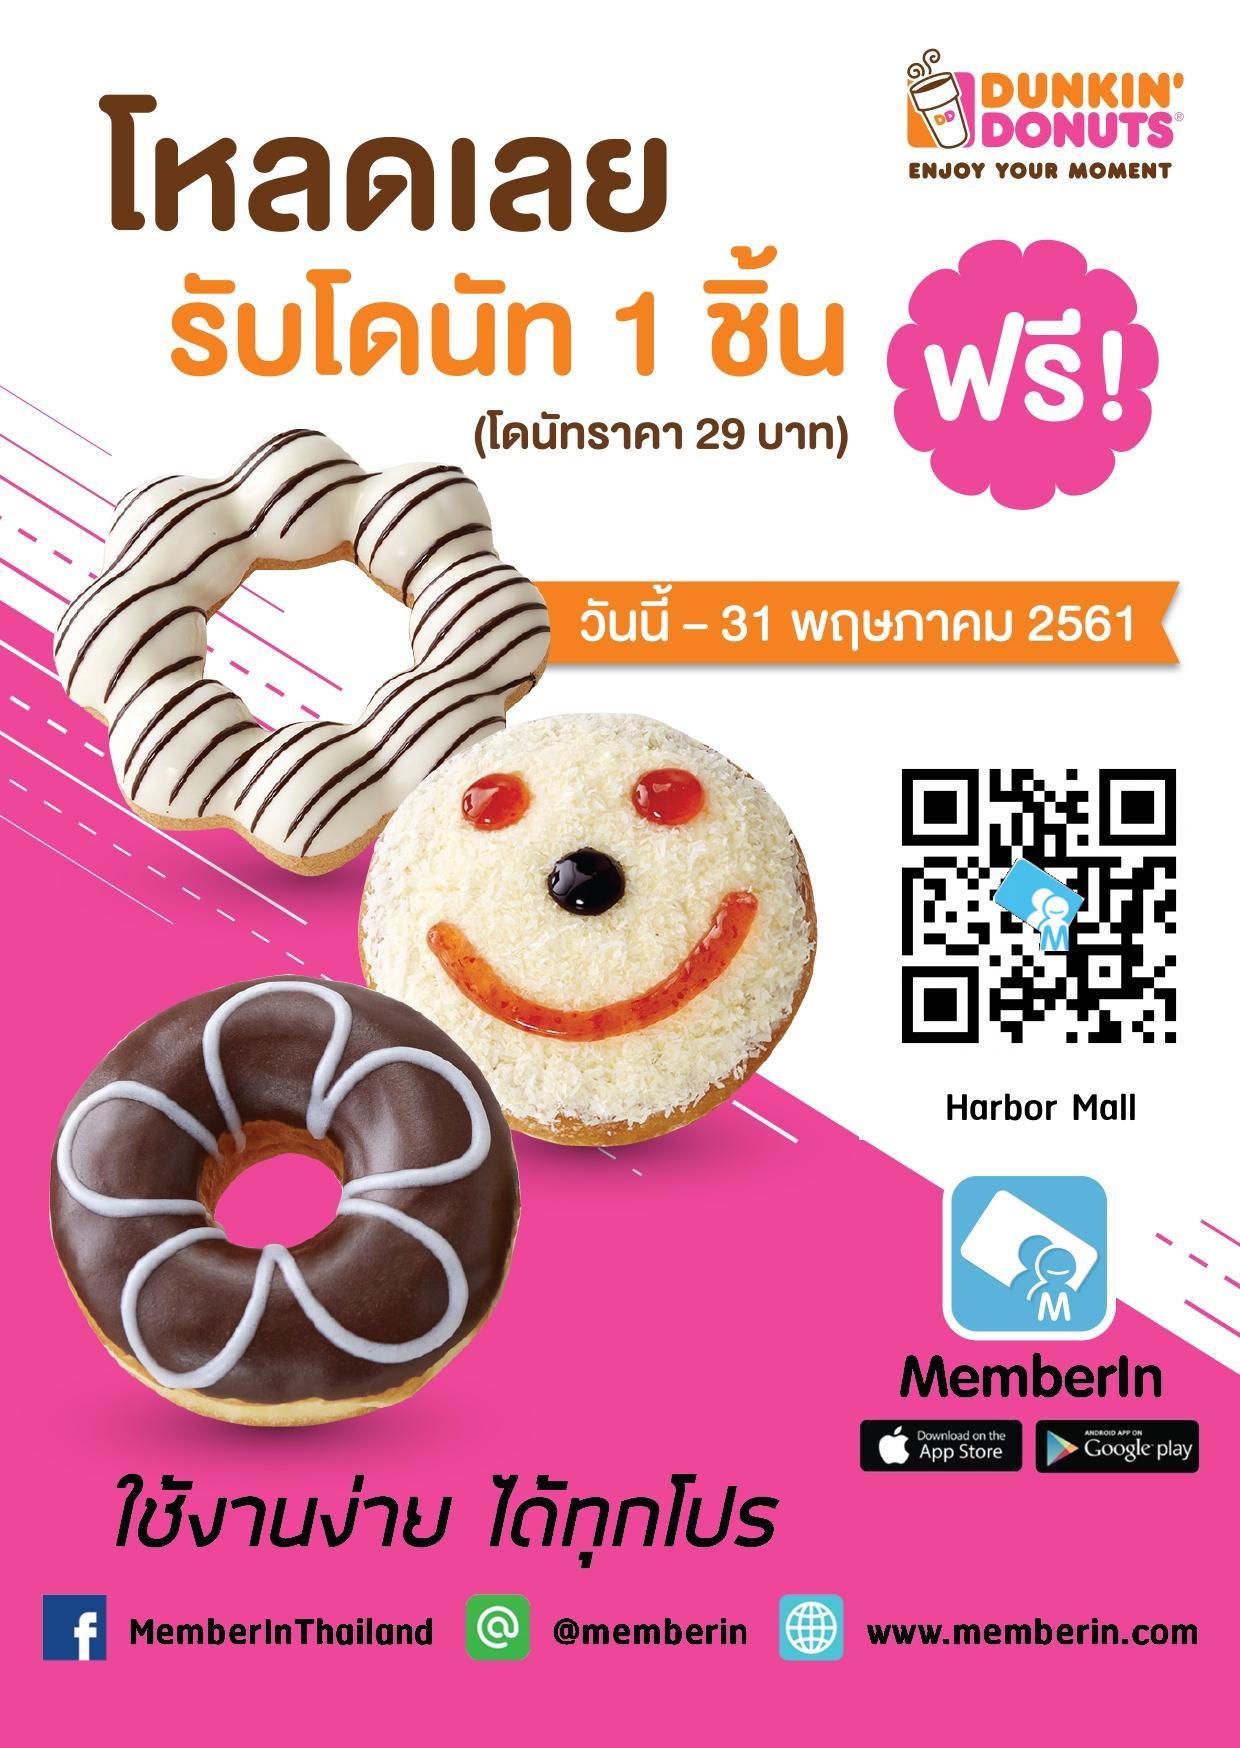 DUNKIN'
DONUTS®
ENJOY YOUR MOMENT
DD
โหลดเลย
รับโดนัท 1 ชิ้น
ฟรี!
(โดนัทราคา 29 บาท)
วันนี้ – 31 พฤษภาคม 2561
M
Harbor Mall
M
MemberIn
Download on the
App Store
ANDROID APP ON
Google play
ใช้งานง่าย ได้ทุกโปร
f MemberInThailand @ @memberin www.memberin.com